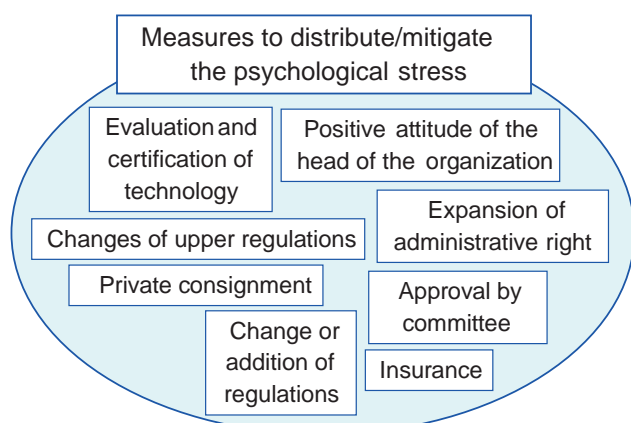 Measures to distribute/mitigate
the psychological stress
Evaluation and
certification of
technology
Positive attitude of the
head of the organization
Expansion of
administrative right
Changes of upper regulations
Private consignment
Approval by
committee
Change or
addition of
regulations
Insurance